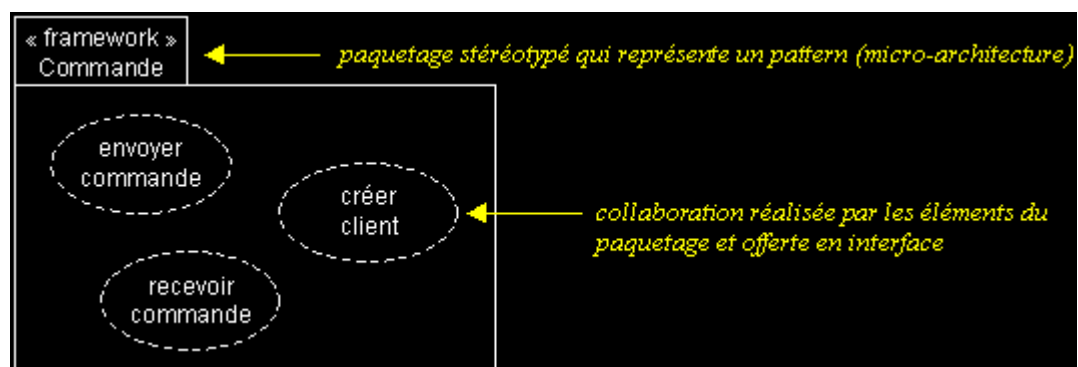 « framework »
Commande
paquetage stéréotypé qui représente un pattern (micro-architecture)
envoyer
commande
créer
client
collaboration réalisée par les éléments du
paquetage et offerte en interface
recevoir
commande